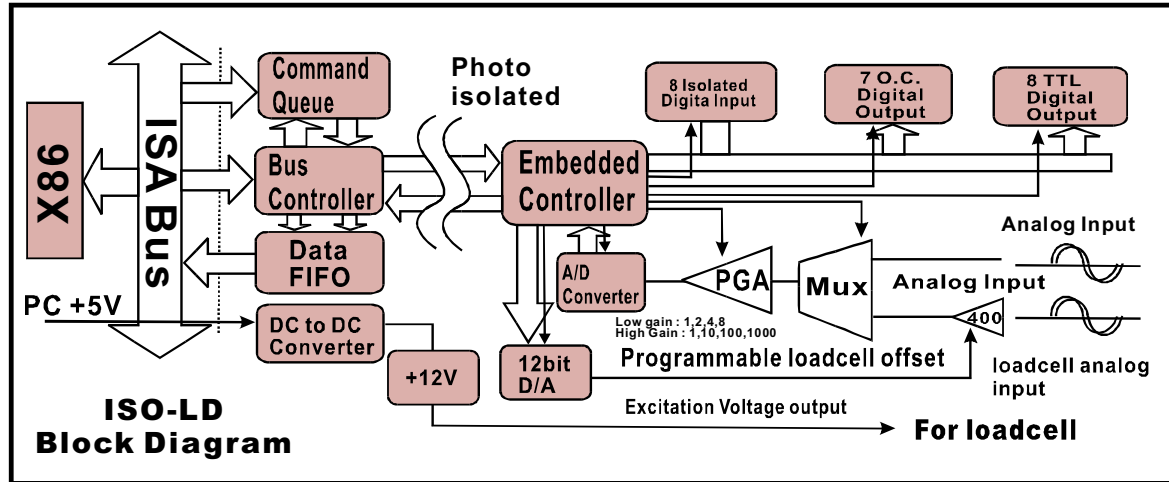 X86
ISA Bus
PC +5V
Command
Queue
Bus
Controller
Data
FIFO
DC to DC
Converter
+12V
ISO-LD
Block Diagram
Photo
isolated
Embedded
Controller
8 Isolated
Digita Input
7 O.C.
Digital
Output
8 TTL
Digital
Output
A/D
Converter
PGA
Mux
Low gain : 1,2,4,8
High Gain : 1,10,100,1000
Analog Input
Analog Input
400
12bit
D/A
Programmable loadcell offset
loadcell analog
input
Excitation Voltage output
For loadcell